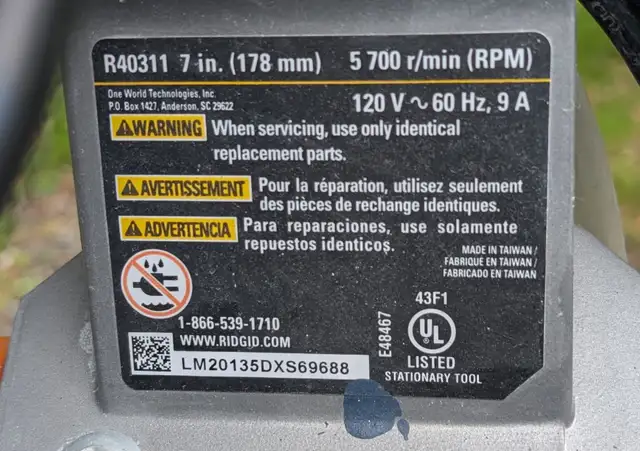 R40311 7 in. (178 mm) 5 700 r/min (RPM)
One World Technologies, Inc.
P.O. Box 1427, Anderson, SC 29622
120 V ~ 60 Hz, 9 A
WARNING When servicing, use only identical
replacement parts.
AVERTISSEMENT Pour la réparation, utilisez seulement
des pièces de rechange identiques.
ADVERTENCIA Para reparaciones, use solamente
repuestos identicos.
MADE IN TAIWAN /
FABRIQUE EN TAIWAN /
FABRICADO EN TAIWAN
1-866-539-1710
WWW.RIDGID.COM
LM20135DXS69688
E48467
43F1
UL
LISTED
STATIONARY TOOL